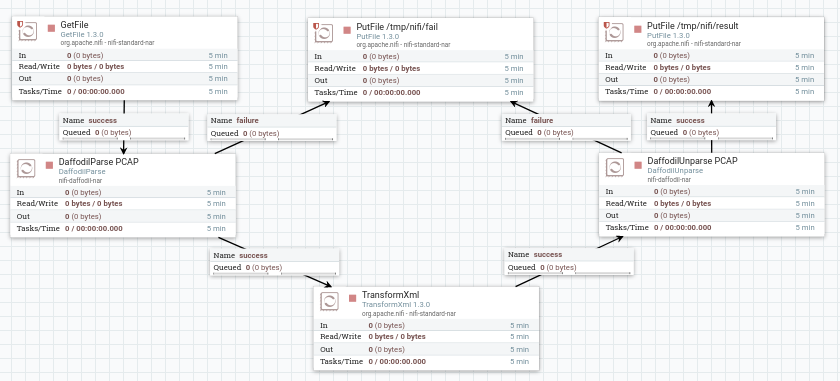 GetFile
GetFile 1.3.0
org.apache.nifi - nifi-standard-nar
In 0 (0 bytes) 5 min
Read/Write 0 bytes / 0 bytes 5 min
Out 0 (0 bytes) 5 min
Tasks/Time 0 / 00:00:00.000 5 min
PutFile /tmp/nifi/fail
PutFile 1.3.0
org.apache.nifi - nifi-standard-nar
In 0 (0 bytes) 5 min
Read/Write 0 bytes / 0 bytes 5 min
Out 0 (0 bytes) 5 min
Tasks/Time 0 / 00:00:00.000 5 min
PutFile /tmp/nifi/result
PutFile 1.3.0
org.apache.nifi - nifi-standard-nar
In 0 (0 bytes) 5 min
Read/Write 0 bytes / 0 bytes 5 min
Out 0 (0 bytes) 5 min
Tasks/Time 0 / 00:00:00.000 5 min
Name success
Queued 0 (0 bytes)
Name failure
Queued 0 (0 bytes)
Name failure
Queued 0 (0 bytes)
Name success
Queued 0 (0 bytes)
DaffodilParse PCAP
DaffodilParse
nifi-daffodil-nar
In 0 (0 bytes) 5 min
Read/Write 0 bytes / 0 bytes 5 min
Out 0 (0 bytes) 5 min
Tasks/Time 0 / 00:00:00.000 5 min
DaffodilUnparse PCAP
DaffodilUnparse
nifi-daffodil-nar
In 0 (0 bytes) 5 min
Read/Write 0 bytes / 0 bytes 5 min
Out 0 (0 bytes) 5 min
Tasks/Time 0 / 00:00:00.000 5 min
Name success
Queued 0 (0 bytes)
Name success
Queued 0 (0 bytes)
TransformXml
TransformXml 1.3.0
org.apache.nifi - nifi-standard-nar
In 0 (0 bytes) 5 min
Read/Write 0 bytes / 0 bytes 5 min
Out 0 (0 bytes) 5 min
Tasks/Time 0 / 00:00:00.000 5 min